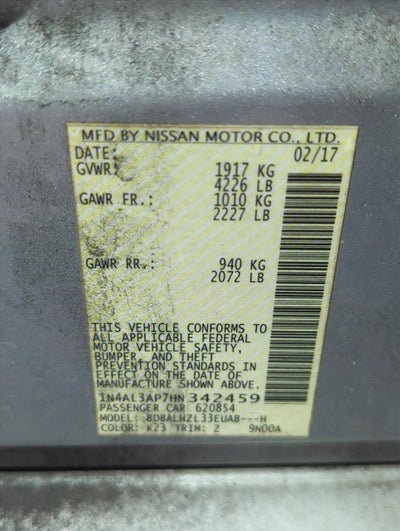 MFD BY NISSAN MOTOR CO., LTD.
DATE: 02/17
GVWR: 1917 KG
4226 LB
GAWR FR.: 1010 KG
2227 LB
GAWR RR.: 940 KG
2072 LB
THIS VEHICLE CONFORMS TO
ALL APPLICABLE FEDERAL
MOTOR VEHICLE SAFETY,
BUMPER, AND THEFT
PREVENTION STANDARDS IN
EFFECT ON THE DATE OF
MANUFACTURE SHOWN ABOVE.
1N4AL3AP7HN342459
PASSENGER CAR 620854
MODEL: BDBALHZL33EUAB---H
COLOR: K23 TRIM: Z 9N00A